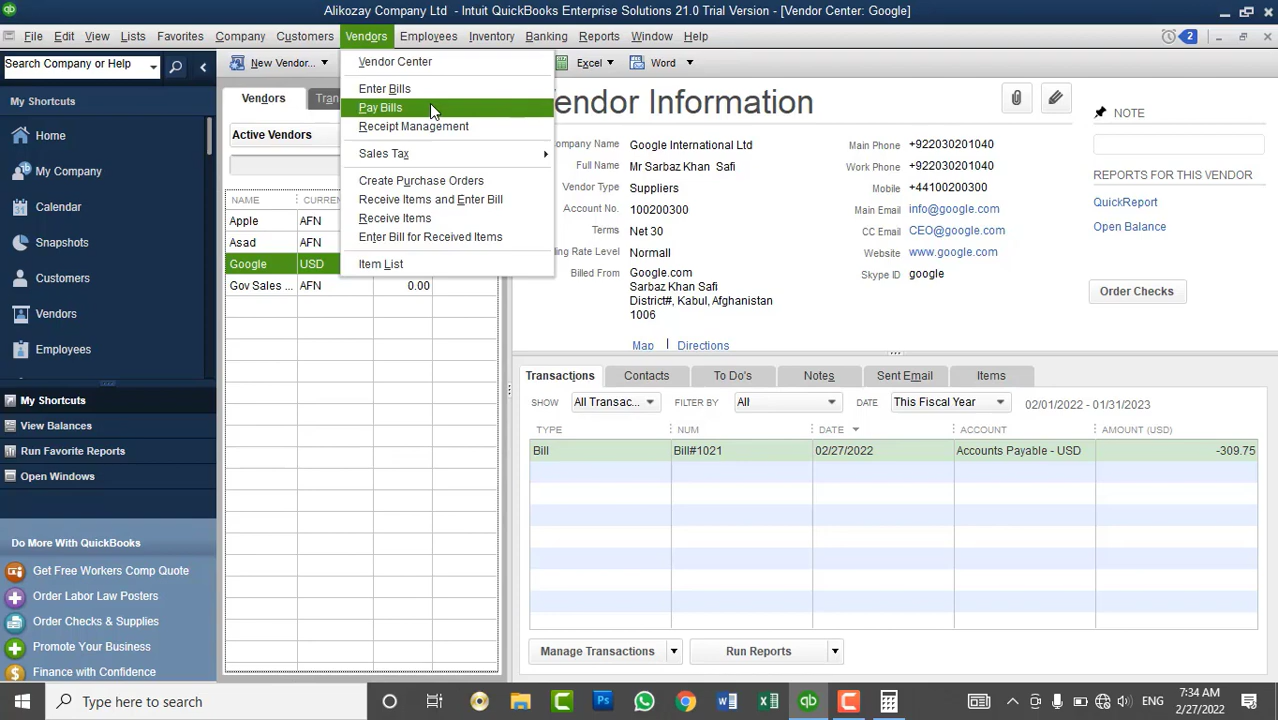 Alikozay Company Ltd - Intuit QuickBooks Enterprise Solutions 21.0 Trial Version - [Vendor Center: Google]
File Edit View Lists Favorites Company Customers Vendors Employees Inventory Banking Reports Window Help
2
Search Company or Help
New Vendor...
Excel
Word
My Shortcuts
Home
My Company
Calendar
Snapshots
Customers
Vendors
Employees
My Shortcuts
View Balances
Run Favorite Reports
Open Windows
Do More With QuickBooks
Get Free Workers Comp Quote
Order Labor Law Posters
Order Checks & Supplies
Promote Your Business
Finance with Confidence
Vendors
Tran
Active Vendors
NAME CURRE
Apple AFN
Asad AFN
Google USD
Gov Sales ... AFN 0.00
Vendor Center
Enter Bills
Pay Bills
Receipt Management
Sales Tax
Create Purchase Orders
Receive Items and Enter Bill
Receive Items
Enter Bill for Received Items
Item List
endor Information
ompany Name Google International Ltd
Full Name Mr Sarbaz Khan Safi
Vendor Type Suppliers
Account No. 100200300
Terms Net 30
illing Rate Level Normall
Billed From Google.com
Sarbaz Khan Safi
District#, Kabul, Afghanistan
1006
Map | Directions
Main Phone +922030201040
Work Phone +922030201040
Mobile +44100200300
Main Email info@google.com
CC Email CEO@google.com
Website www.google.com
Skype ID google
NOTE
REPORTS FOR THIS VENDOR
QuickReport
Open Balance
Order Checks
Transactions Contacts To Do's Notes Sent Email Items
SHOW All Transac... FILTER BY All DATE This Fiscal Year 02/01/2022 - 01/31/2023
TYPE NUM DATE ACCOUNT AMOUNT (USD)
Bill Bill#1021 02/27/2022 Accounts Payable - USD -309.75
Manage Transactions Run Reports
Type here to search
ENG
7:34 AM
2/27/2022